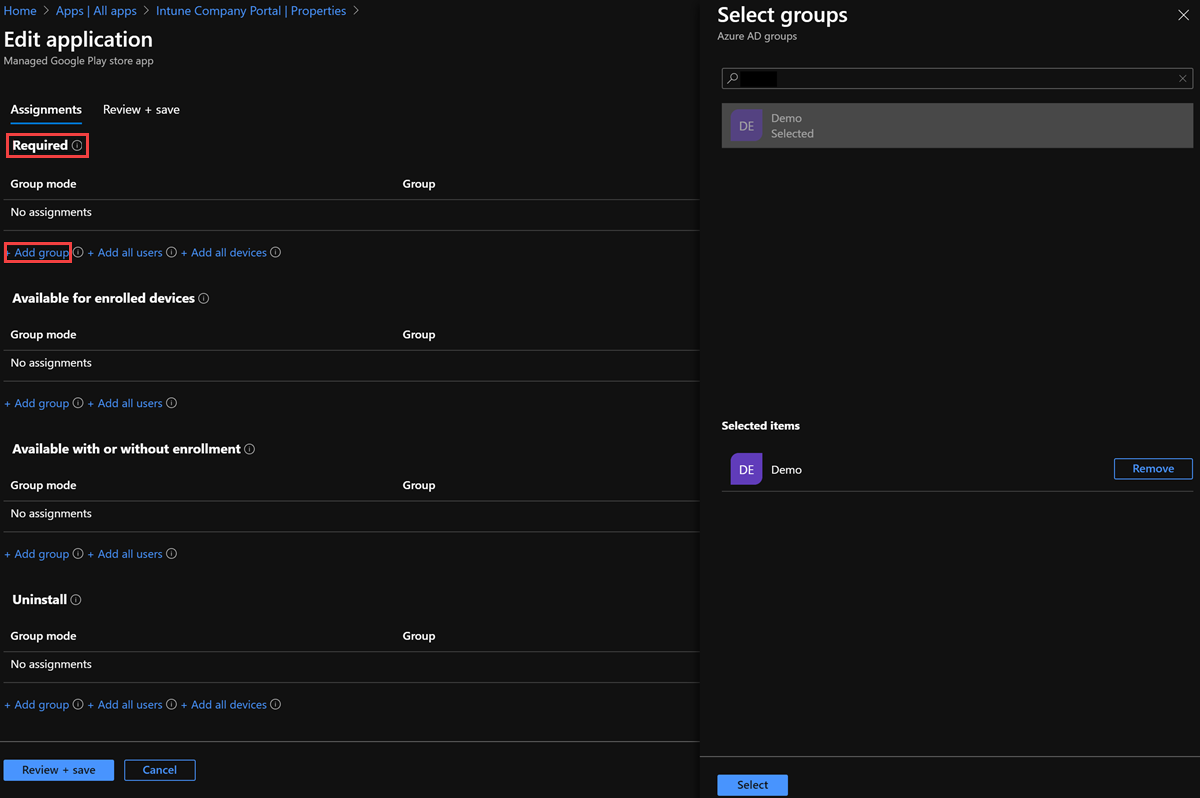 Home > Apps | All apps > Intune Company Portal | Properties >
Edit application
Managed Google Play store app
Assignments Review + save
Required
Group mode Group
No assignments
+ Add group + Add all users + Add all devices
Available for enrolled devices
Group mode Group
No assignments
+ Add group + Add all users
Available with or without enrollment
Group mode Group
No assignments
+ Add group + Add all users
Uninstall
Group mode Group
No assignments
+ Add group + Add all users + Add all devices
Review + save Cancel
Select groups
Azure AD groups
DE Demo
Selected
Selected items
DE Demo Remove
Select